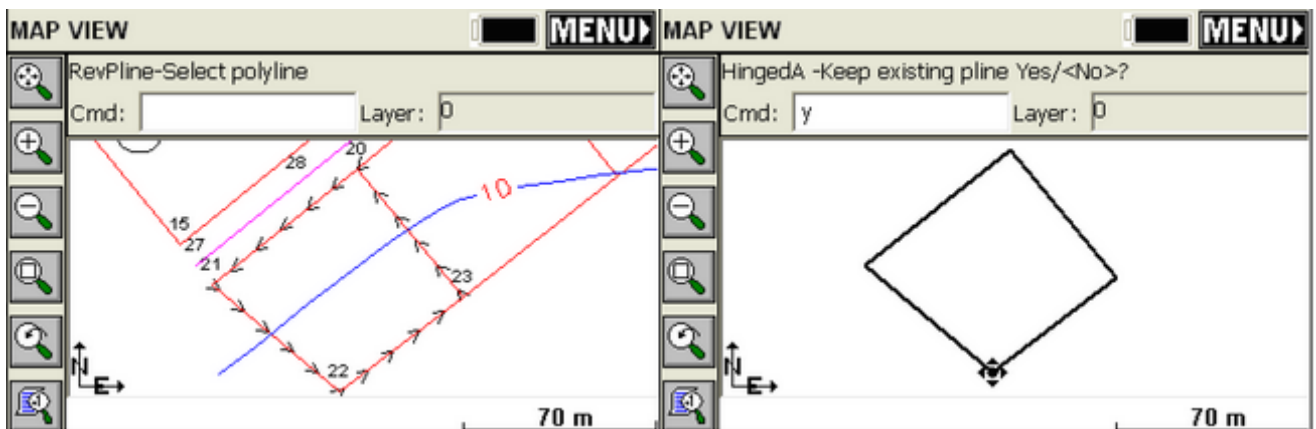 MAP VIEW MENU
RevPline-Select polyline
Cmd: Layer: 0
20
28
10
15
27
21
23
22
N
E
70 m
MAP VIEW MENU
HingedA -Keep existing pline Yes/<No>?
Cmd: y Layer: 0
N
E
70 m